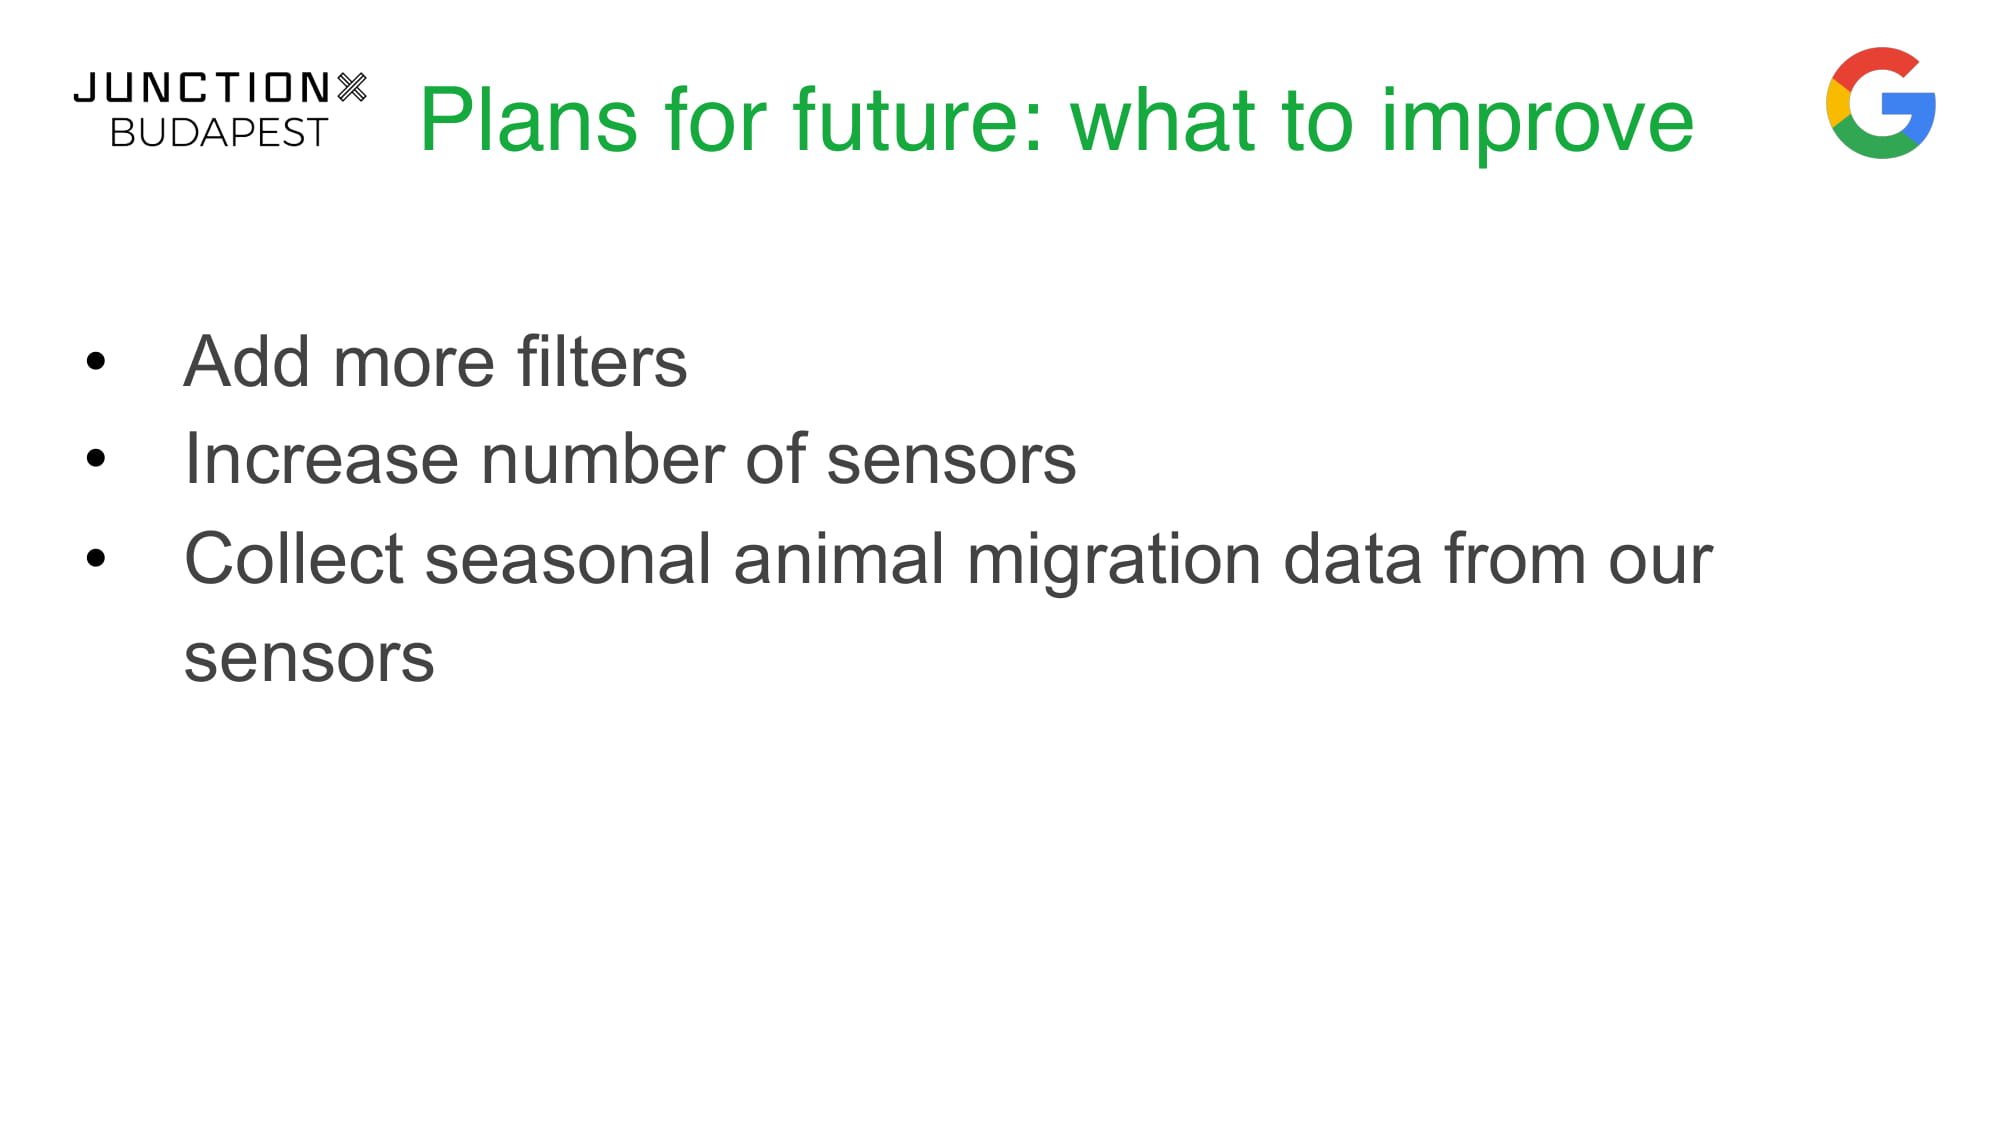 JUNCTIONX
BUDAPEST
Plans for future: what to improve
• Add more filters
• Increase number of sensors
• Collect seasonal animal migration data from our
sensors